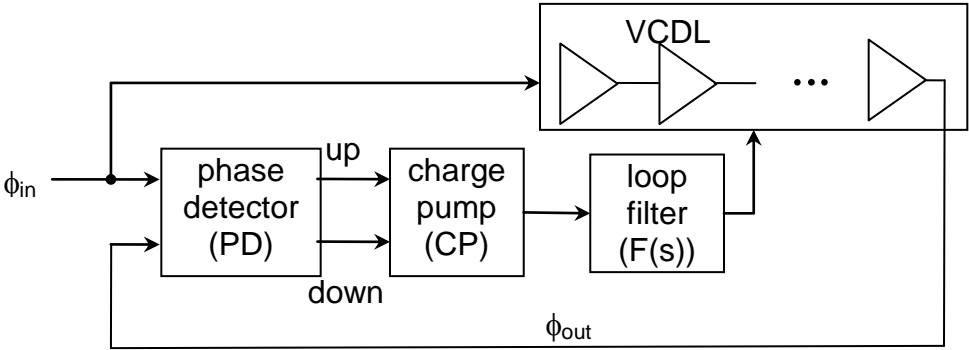 VCDL
...
ϕin
phase
detector
(PD)
up
down
charge
pump
(CP)
loop
filter
(F(s))
ϕout